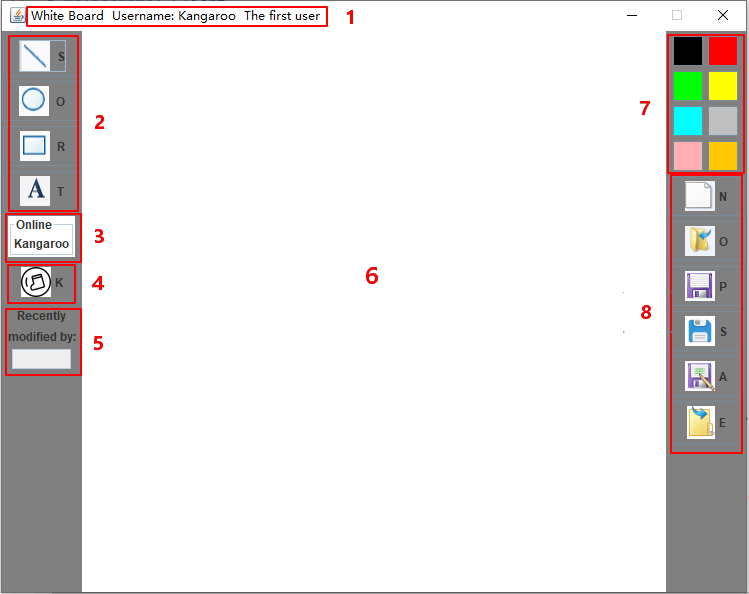 White Board Username: Kangaroo The first user
1
S
O
R
A T
2
Online
Kangaroo
3
K
4
Recently
modified by:
5
6
7
N
O
P
S
A
E
8